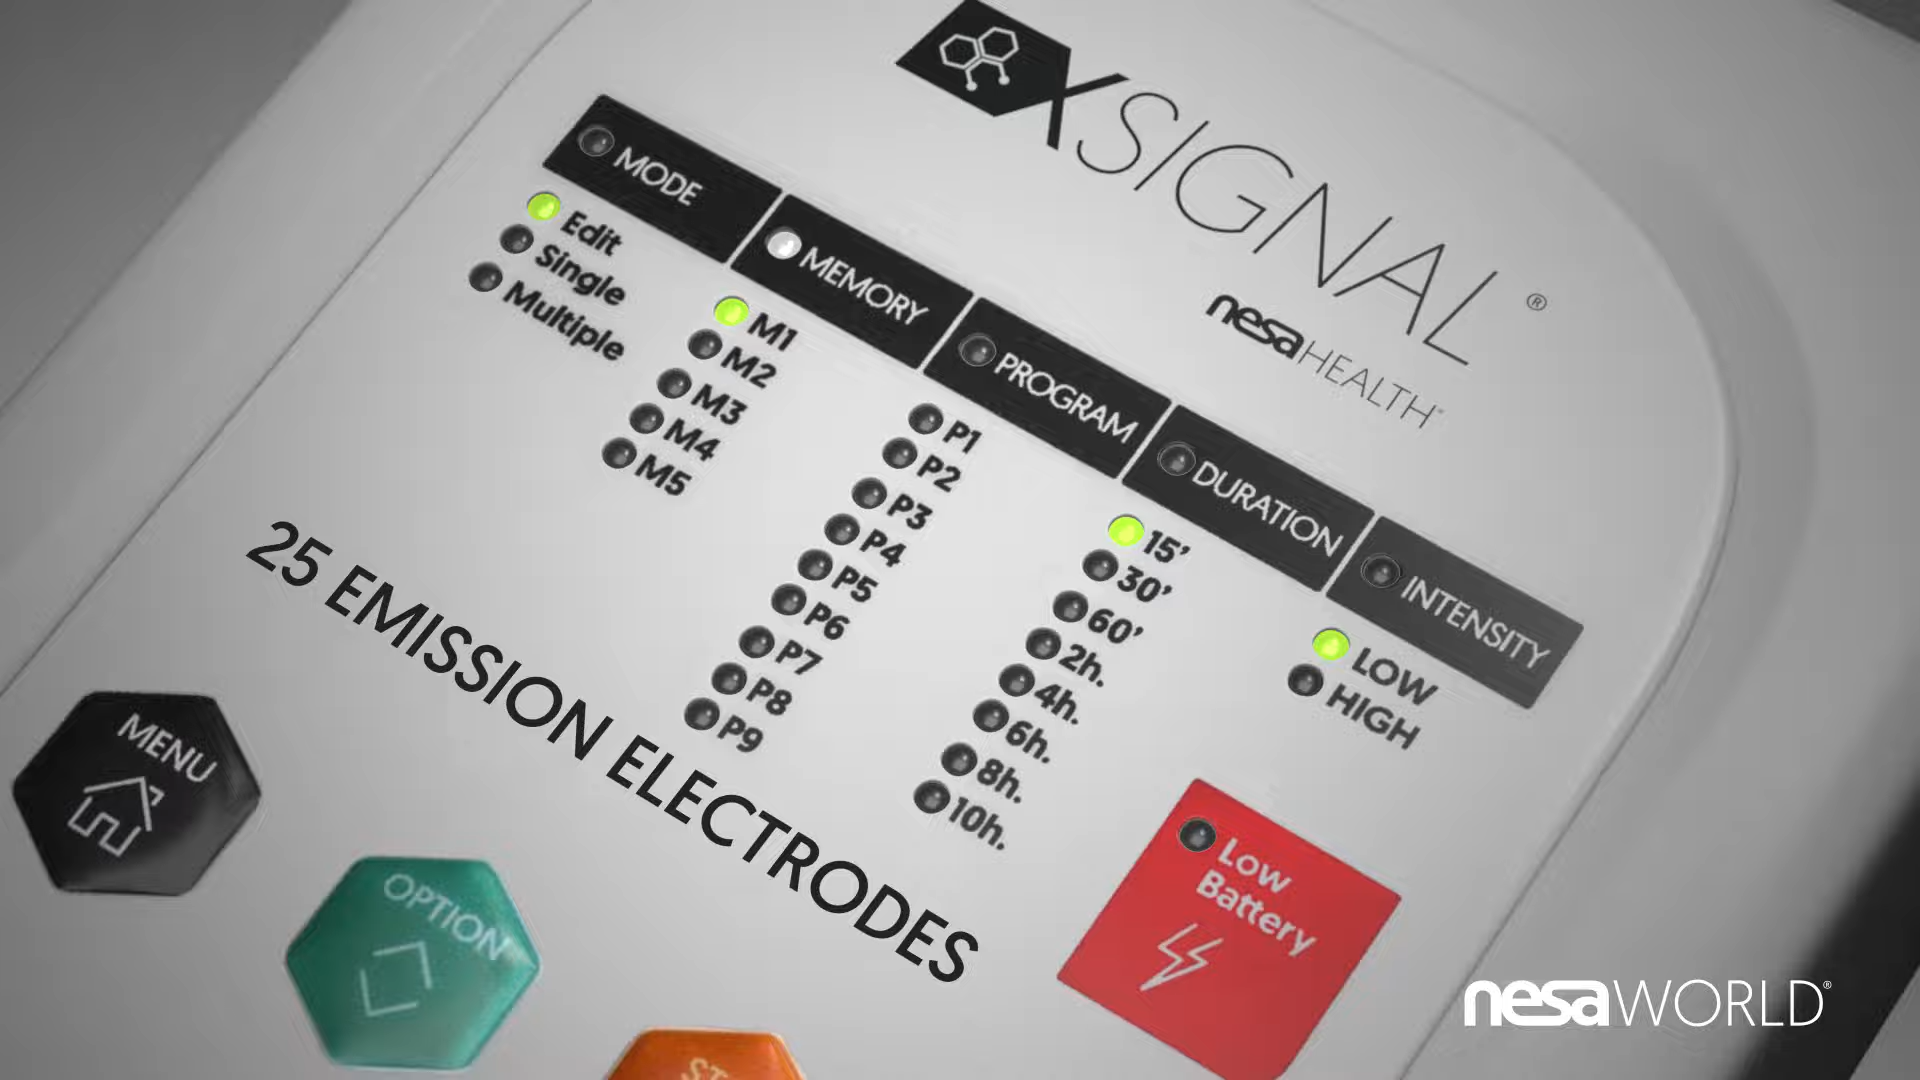 XSIGNAL®
nesaHEALTH™
MODE
Edit
Single
Multiple
MEMORY
M1
M2
M3
M4
M5
PROGRAM
P1
P2
P3
P4
P5
P6
P7
P8
P9
DURATION
15’
30’
60’
2h.
4h.
6h.
8h.
10h.
INTENSITY
LOW
HIGH
25 EMISSION ELECTRODES
MENU
OPTION
Low
Battery
nesaWORLD®